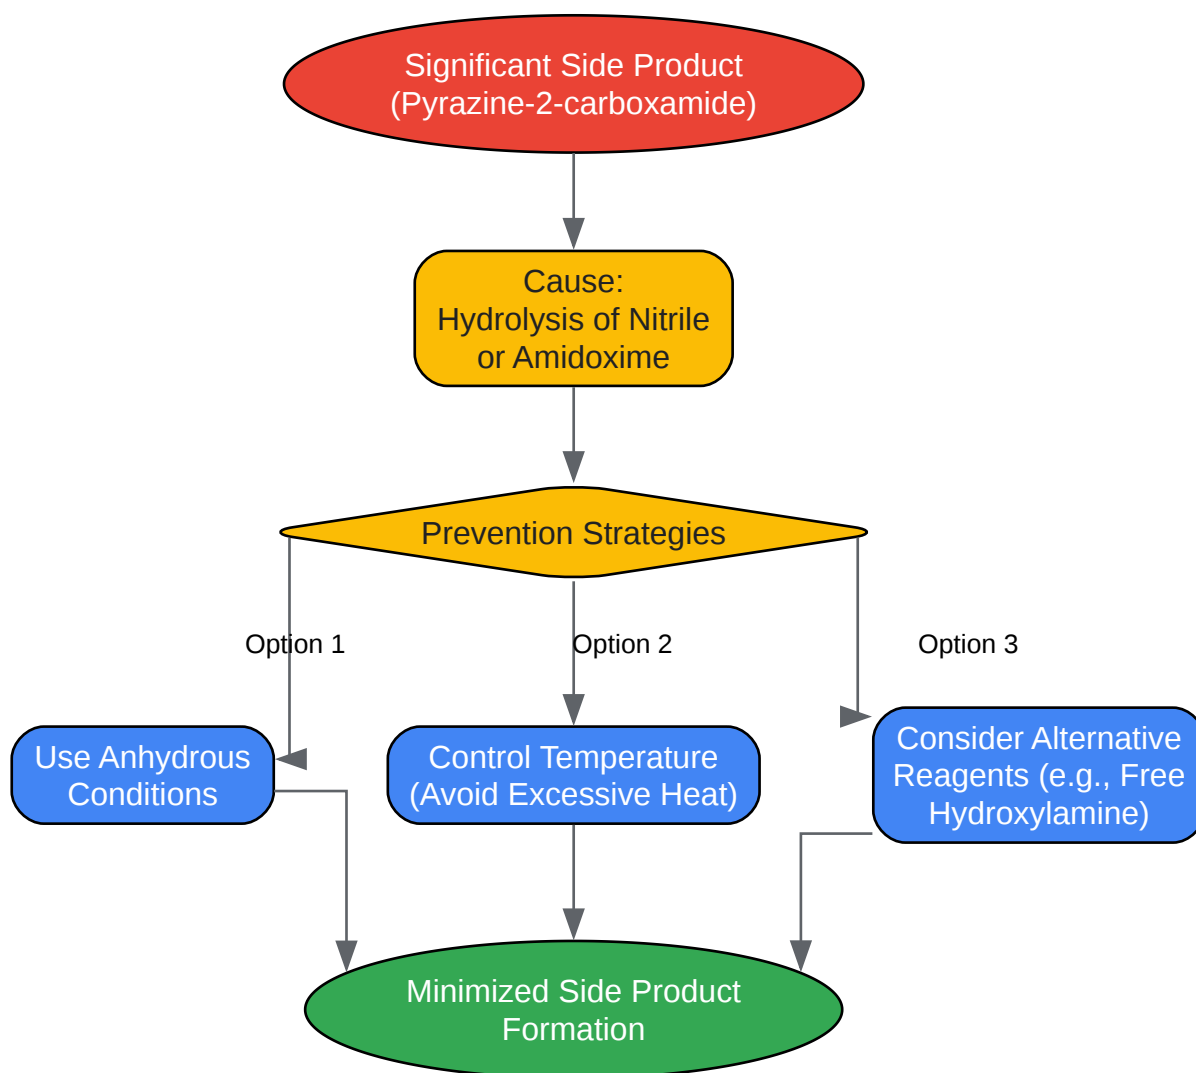 Significant Side Product
(Pyrazine-2-carboxamide)
Cause:
Hydrolysis of Nitrile
or Amidoxime
Prevention Strategies
Option 1
Option 2
Option 3
Use Anhydrous
Conditions
Control Temperature
(Avoid Excessive Heat)
Consider Alternative
Reagents (e.g., Free
Hydroxylamine)
Minimized Side Product
Formation